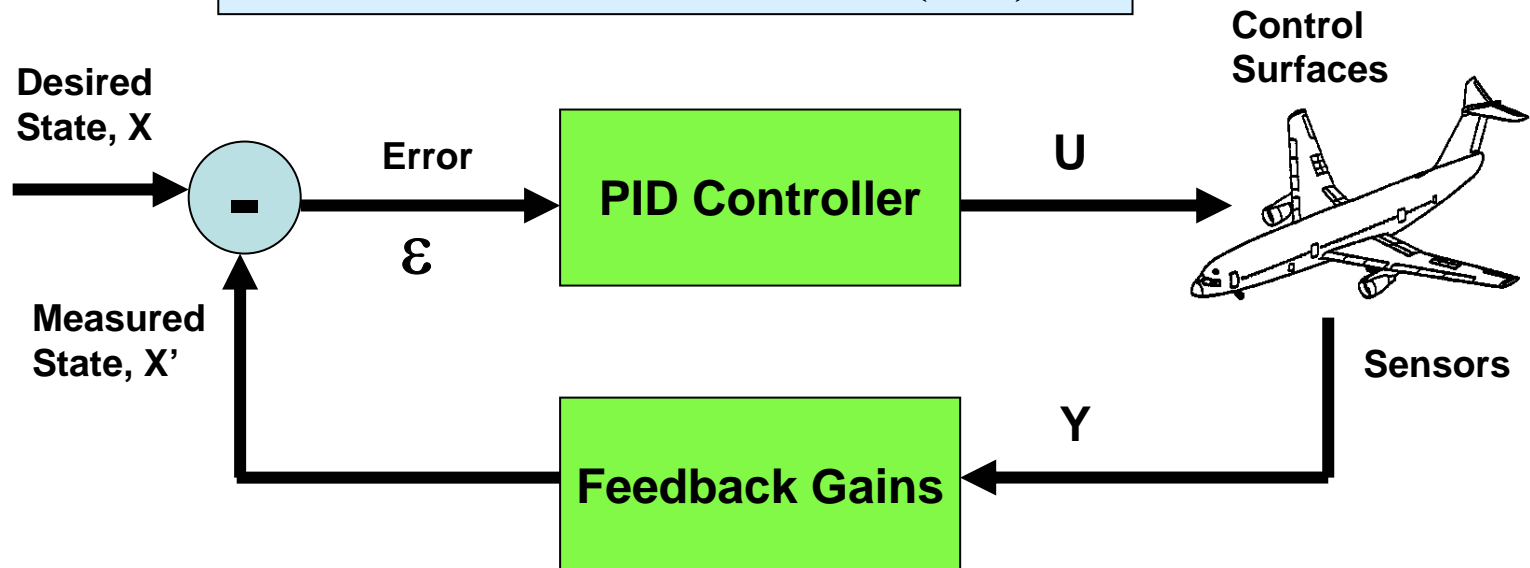 Control
Surfaces
Desired
State, X
Error
U
-
PID Controller
ε
Measured
State, X’
Sensors
Y
Feedback Gains